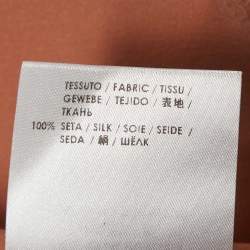 TESSUTO / FABRIC / TISSU /
GEWEBE / TEJIDO / 表地 /
ТКАНЬ
100% SETA / SILK / SOIE / SEIDE /
SEDA / 絹 / ШЁЛК